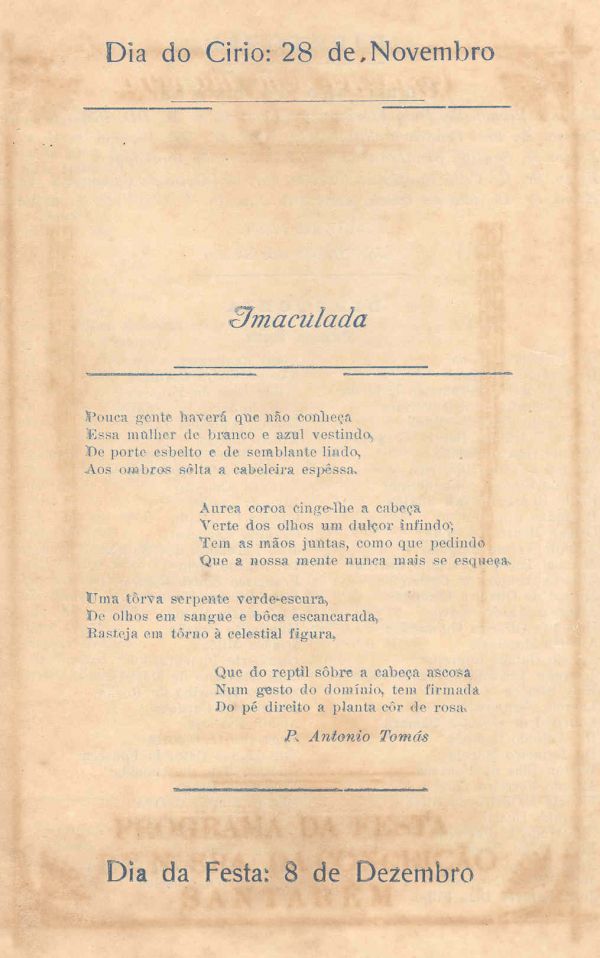 Dia do Cirio: 28 de Novembro
Imaculada
Pouca gente haverá que não conheça
Essa mulher de branco e azul vestindo,
De porte esbelto e de semblante lindo,
Aos ombros sôlta a cabeleira espêssa.
Aurea coroa cinge-lhe a cabeça
Verte dos olhos um dulçor infindo;
Tem as mãos juntas, como que pedindo
Que a nossa mente nunca mais se esqueça.
Uma tôrva serpente verde-escura,
De olhos em sangue e bôca escancarada,
Rasteja em tôrno à celestial figura,
Que do reptil sôbre a cabeça ascosa
Num gesto do domínio, tem firmada
Do pé direito a planta côr de rosa.
P. Antonio Tomás
PROGRAMA DA FESTA
SANTAREM
Dia da Festa: 8 de Dezembro